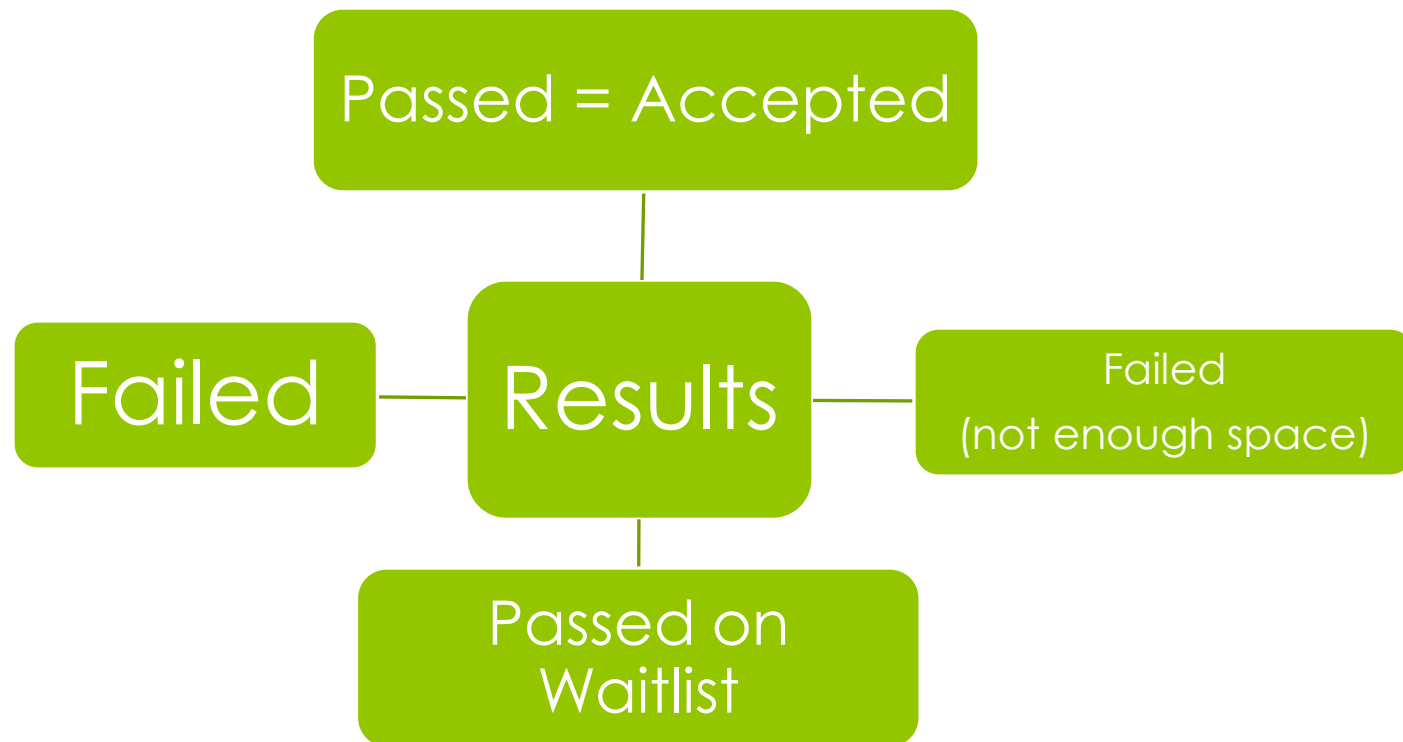 Passed = Accepted
Failed
Results
Failed
(not enough space)
Passed on
Waitlist